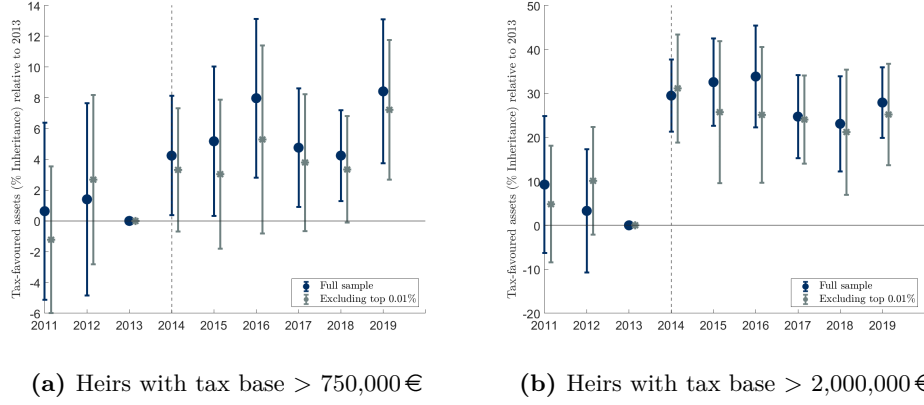 Tax-favoured assets (% Inheritance) relative to 2013
14
12
10
8
6
4
2
0
-2
-4
-6
2011 2012 2013 2014 2015 2016 2017 2018 2019
Full sample
Excluding top 0.01%
(a) Heirs with tax base > 750,000 €
Tax-favoured assets (% Inheritance) relative to 2013
50
40
30
20
10
0
-10
-20
2011 2012 2013 2014 2015 2016 2017 2018 2019
Full sample
Excluding top 0.01%
(b) Heirs with tax base > 2,000,000 €